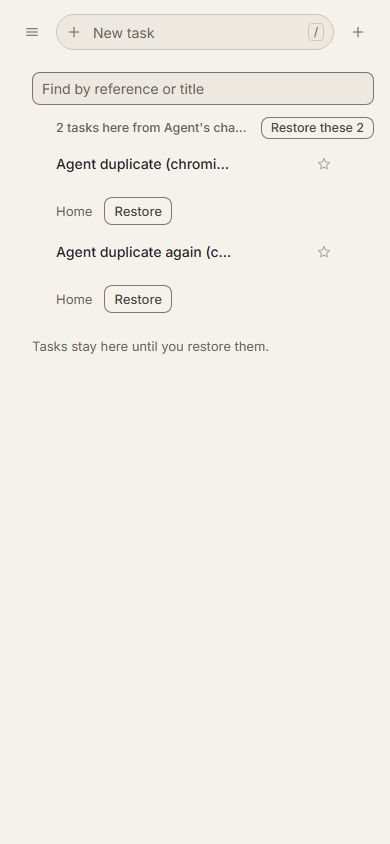 New task /
Find by reference or title
2 tasks here from Agent's cha... Restore these 2
Agent duplicate (chromi...
Home Restore
Agent duplicate again (c...
Home Restore
Tasks stay here until you restore them.